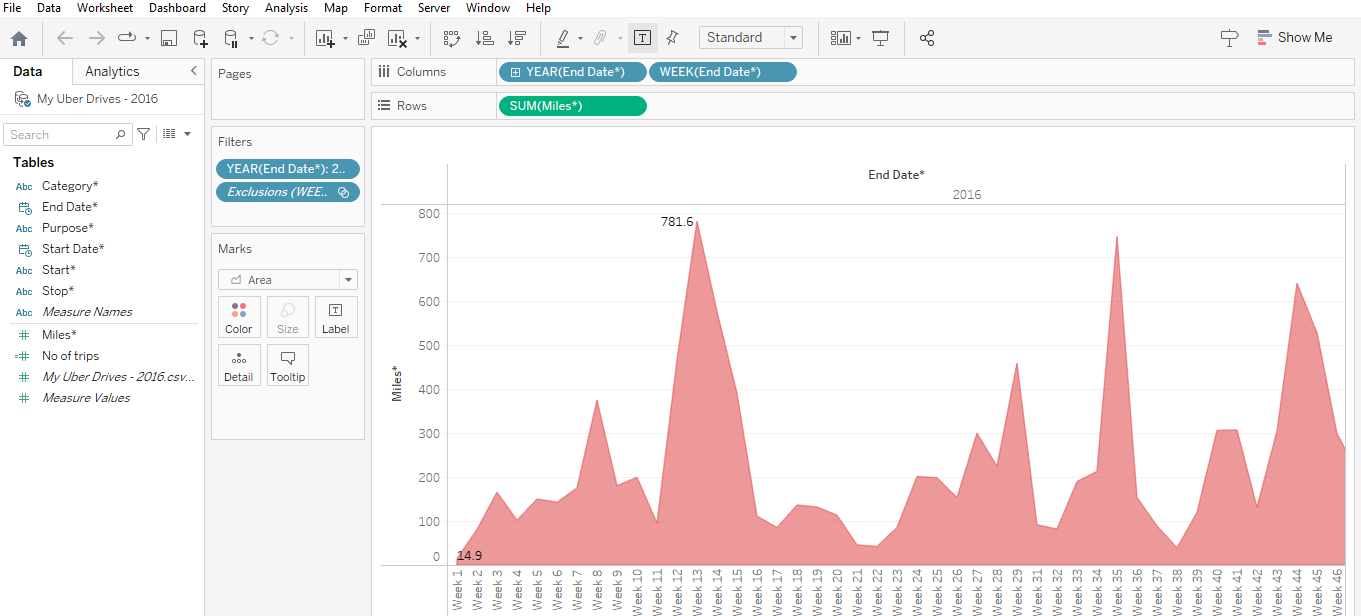 File Data Worksheet Dashboard Story Analysis Map Format Server Window Help
Standard
Show Me
Data Analytics
My Uber Drives - 2016
Search
Tables
Abc Category*
End Date*
Abc Purpose*
Start Date*
Abc Start*
Abc Stop*
Abc Measure Names
Miles*
No of trips
My Uber Drives - 2016.csv...
Measure Values
Pages
Filters
YEAR(End Date*): 2..
Exclusions (WEE..
Marks
Area
Color Size Label
Detail Tooltip
Columns YEAR(End Date*) WEEK(End Date*)
Rows SUM(Miles*)
End Date*
2016
Miles*
800
700
600
500
400
300
200
100
0
781.6
14.9
Week 1
Week 2
Week 3
Week 4
Week 5
Week 6
Week 7
Week 8
Week 9
Week 10
Week 11
Week 12
Week 13
Week 14
Week 15
Week 16
Week 17
Week 18
Week 19
Week 20
Week 21
Week 22
Week 23
Week 24
Week 25
Week 26
Week 27
Week 28
Week 29
Week 31
Week 32
Week 33
Week 34
Week 35
Week 36
Week 37
Week 38
Week 39
Week 40
Week 41
Week 42
Week 43
Week 44
Week 45
Week 46